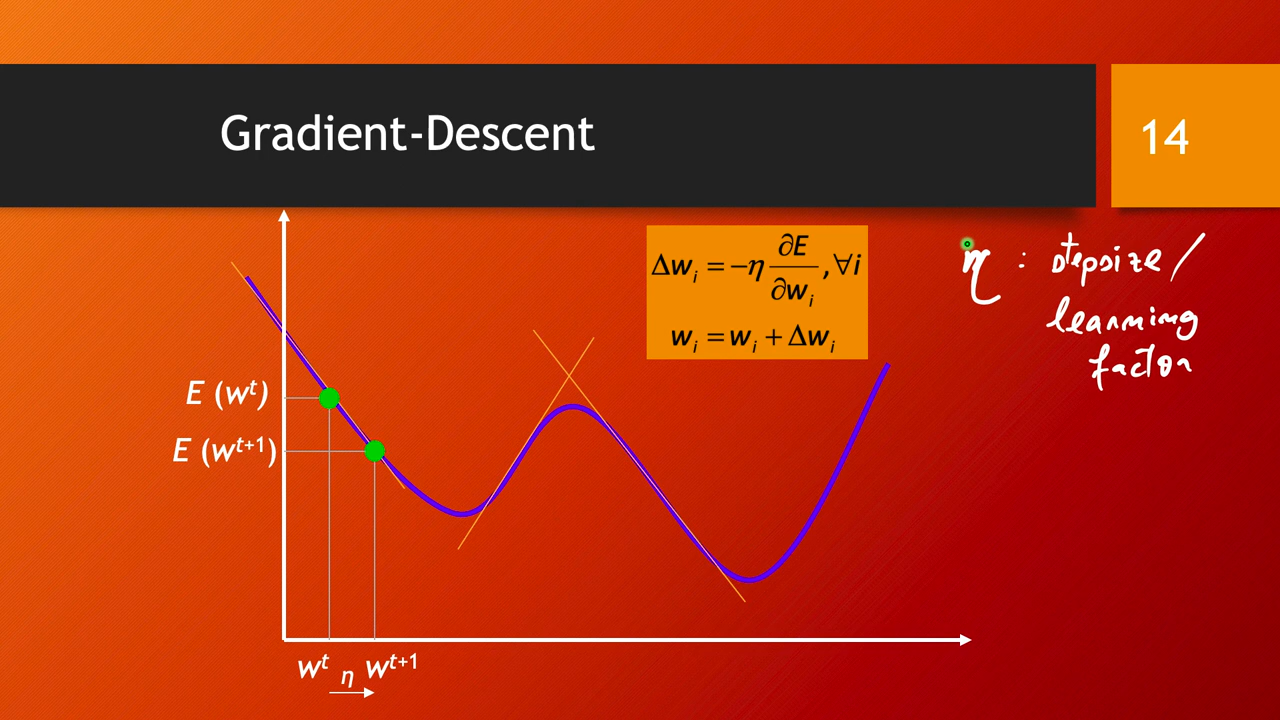 Gradient-Descent
14
Δwᵢ = −η ∂E/∂wᵢ , ∀i
wᵢ = wᵢ + Δwᵢ
η : stepsize /
learning
factor
E (wᵗ)
E (wᵗ⁺¹)
wᵗ η wᵗ⁺¹